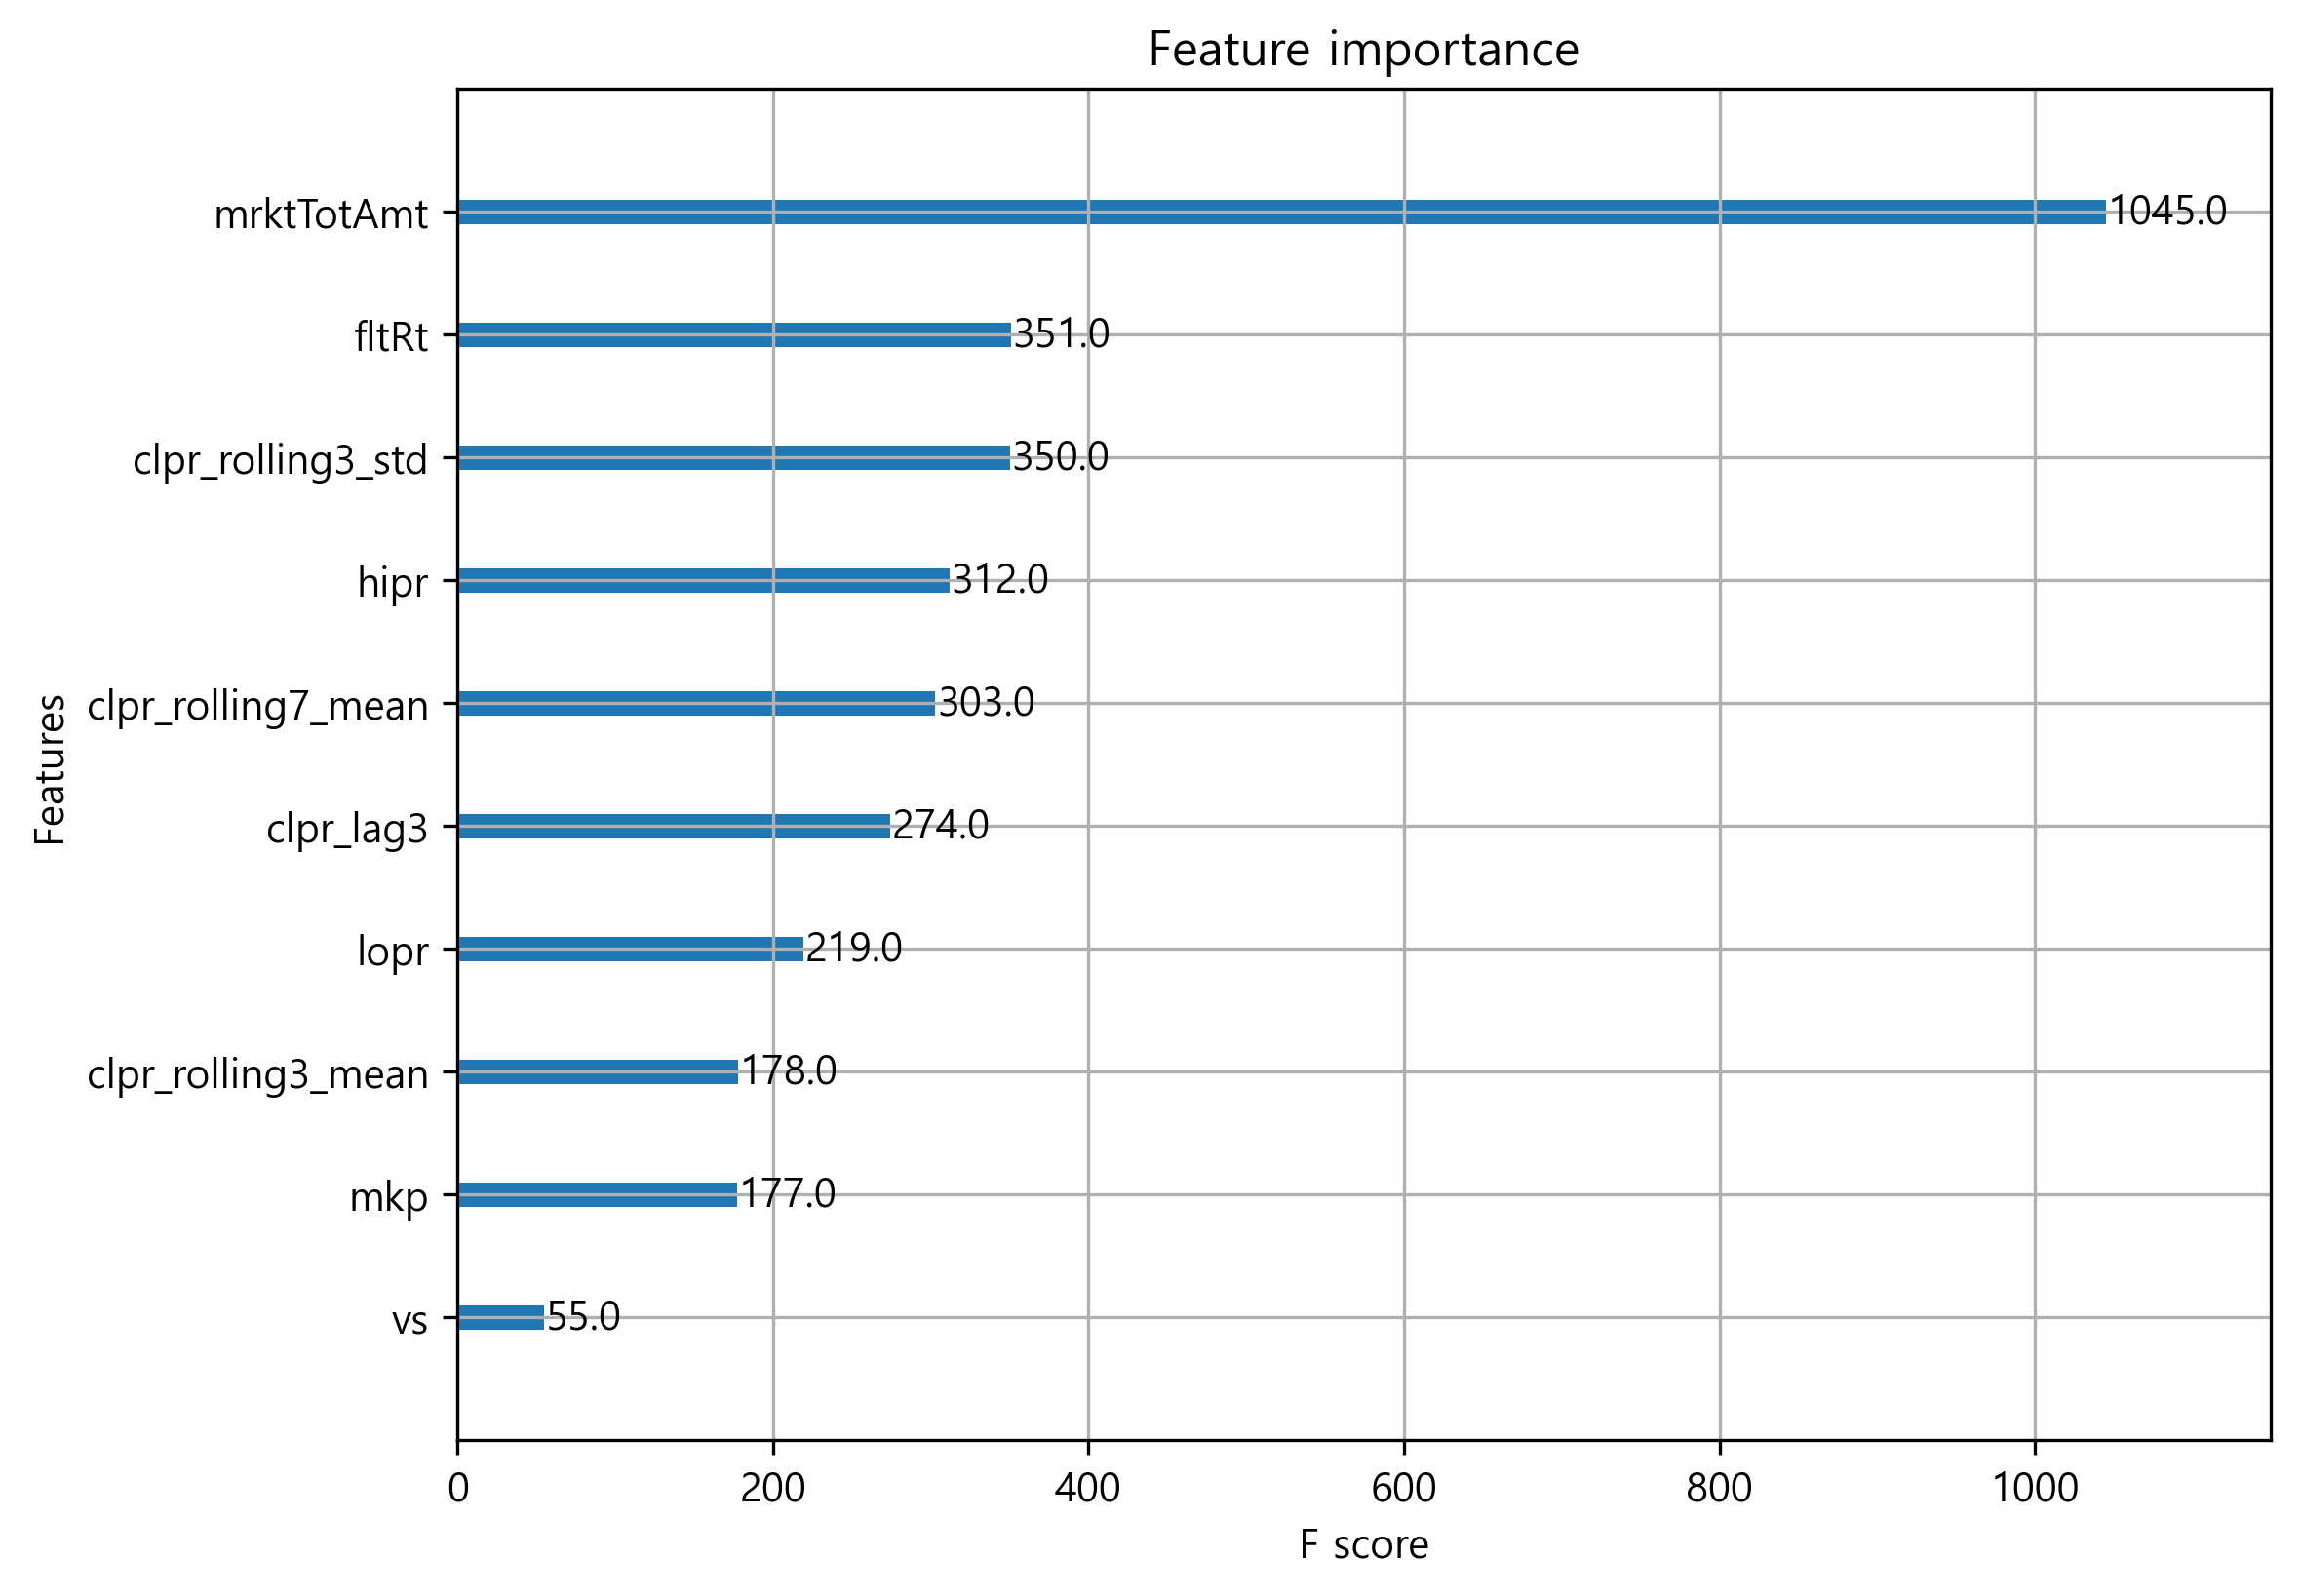 Feature importance
mrktTotAmt
1045.0
fltRt
351.0
clpr_rolling3_std
350.0
hipr
312.0
clpr_rolling7_mean
303.0
clpr_lag3
274.0
lopr
219.0
clpr_rolling3_mean
178.0
mkp
177.0
vs
55.0
Features
0 200 400 600 800 1000
F score